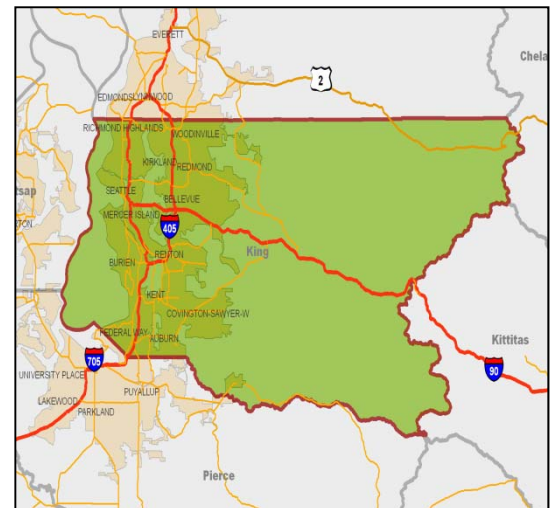 EVERETT
Chela
2
EDMONDS LYNNWOOD
RICHMOND HIGHLANDS
WOODINVILLE
KIRKLAND
REDMOND
tsap
SEATTLE
BELLEVUE
MERCER ISLAND
405
TON
King
BURIEN
RENTON
KENT
COVINGTON-SAWYER-W
FEDERAL WAY
AUBURN
Kittitas
705
90
UNIVERSITY PLACE
PUYALLUP
LAKEWOOD
PARKLAND
Pierce